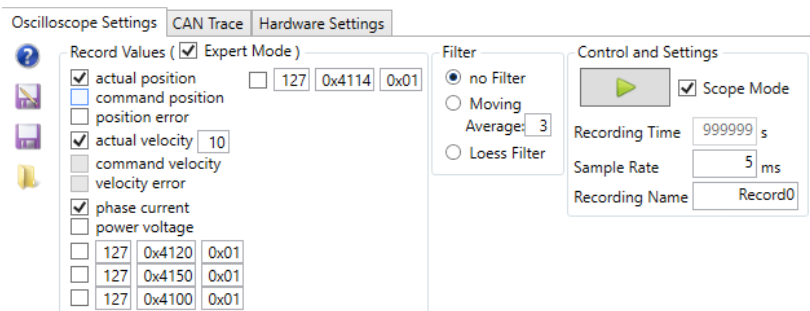 Oscilloscope Settings CAN Trace Hardware Settings
Record Values ( Expert Mode )
actual position 127 0x4114 0x01
command position
position error
actual velocity 10
command velocity
velocity error
phase current
power voltage
127 0x4120 0x01
127 0x4150 0x01
127 0x4100 0x01
Filter
no Filter
Moving
Average: 3
Loess Filter
Control and Settings
Scope Mode
Recording Time 999999 s
Sample Rate 5 ms
Recording Name Record0